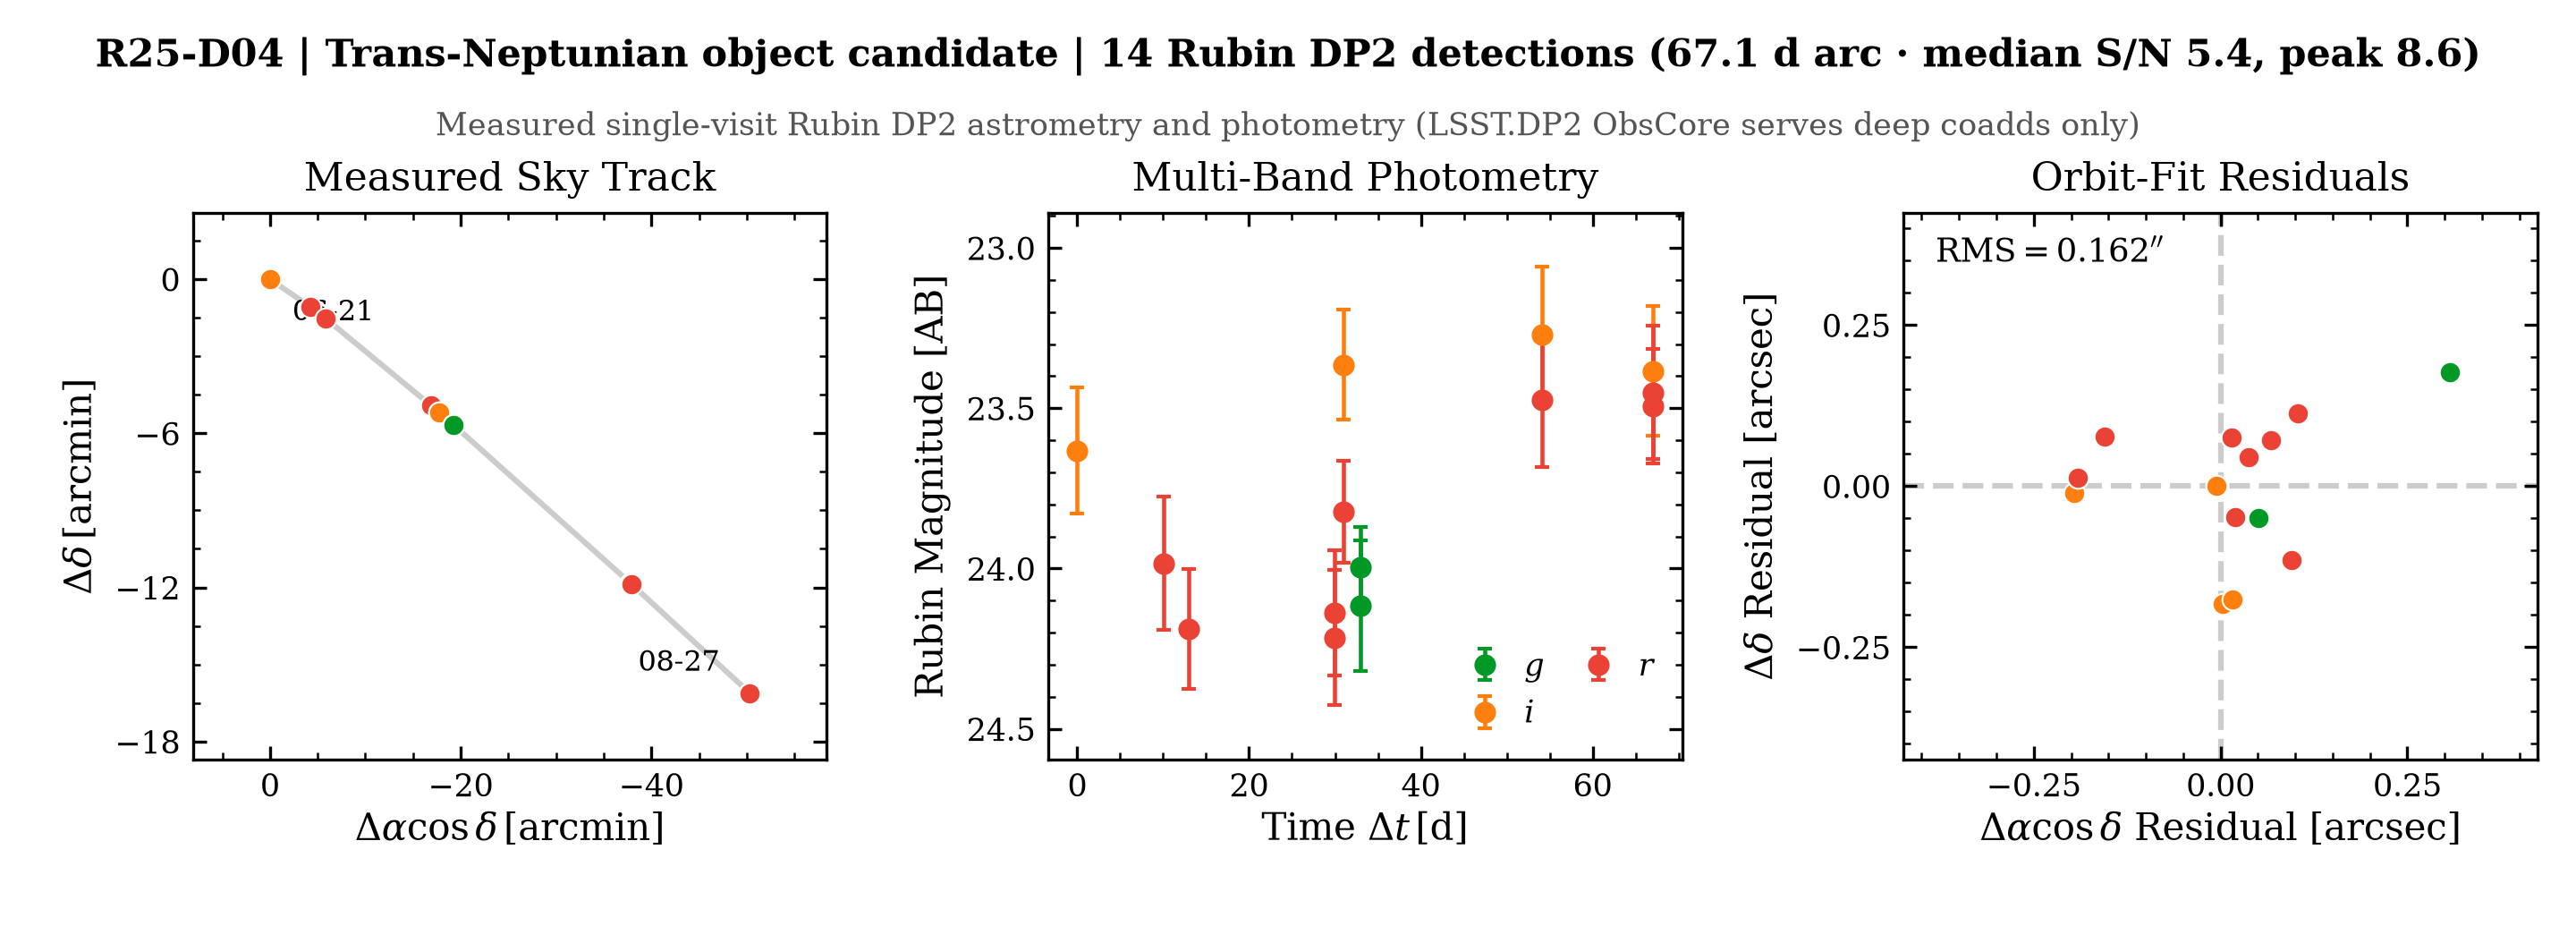 R25-D04 | Trans-Neptunian object candidate | 14 Rubin DP2 detections (67.1 d arc · median S/N 5.4, peak 8.6)
Measured single-visit Rubin DP2 astrometry and photometry (LSST.DP2 ObsCore serves deep coadds only)
Measured Sky Track
Δδ [arcmin]
0
−6
−12
−18
-21
08-27
0
−20
−40
Δα cos δ [arcmin]
Multi-Band Photometry
Rubin Magnitude [AB]
23.0
23.5
24.0
24.5
g
r
i
0
20
40
60
Time Δt [d]
Orbit-Fit Residuals
RMS = 0.162″
Δδ Residual [arcsec]
0.25
0.00
−0.25
−0.25
0.00
0.25
Δα cos δ Residual [arcsec]